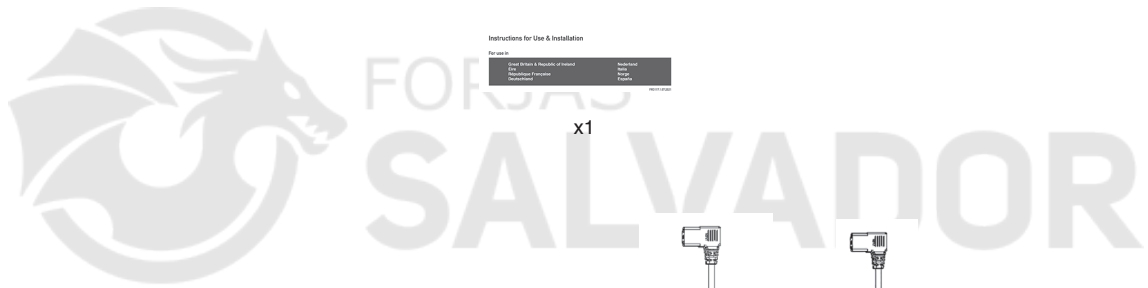 Instructions for Use & Installation
For use in
Great Britain & Republic of Ireland Nederland
Éire Italia
République Française Norge
Deutschland España
x1
FORJAS
SALVADOR